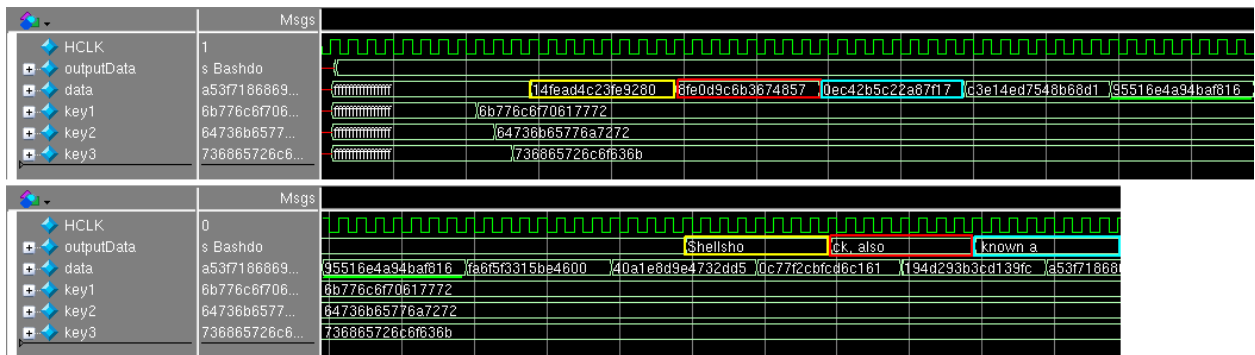 Msgs
HCLK 1
outputData s Bashdo
data a53f7186869... ffffffffffffffff 14fead4c23fe9280 8fe0d9c6b3674857 0ec42b5c22a87f17 c3e14ed7548b68d1 95516e4a94baf816
key1 6b776c6f706... ffffffffffffffff 6b776c6f70617772
key2 64736b6577... ffffffffffffffff 64736b65776a7272
key3 736865726c6... ffffffffffffffff 736865726c6f636b
Msgs
HCLK 0
outputData s Bashdo Shellsho ck, also known a
data a53f7186869... 95516e4a94baf816 fa6f5f3315be4600 40a1e8d9e4732dd5 0c77f2cbfcd6c161 194d293b3cd139fc a53f71868
key1 6b776c6f706... 6b776c6f70617772
key2 64736b6577... 64736b65776a7272
key3 736865726c6... 736865726c6f636b